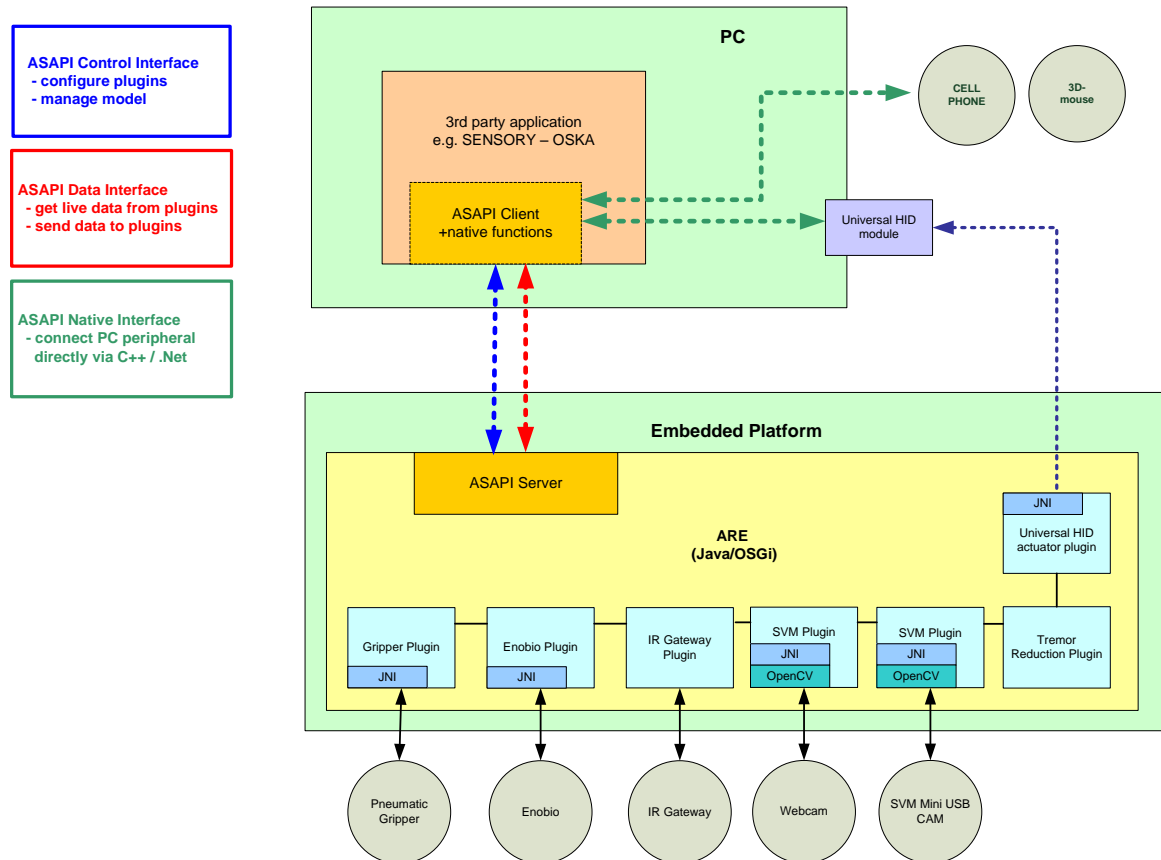 ASAPI Control Interface
- configure plugins
- manage model
ASAPI Data Interface
- get live data from plugins
- send data to plugins
ASAPI Native Interface
- connect PC peripheral
directly via C++ / .Net
PC
3rd party application
e.g. SENSORY – OSKA
ASAPI Client
+native functions
CELL
PHONE
3D-
mouse
Universal HID
module
Embedded Platform
ASAPI Server
ARE
(Java/OSGi)
JNI
Universal HID
actuator plugin
Gripper Plugin
JNI
Enobio Plugin
JNI
IR Gateway
Plugin
SVM Plugin
JNI
OpenCV
SVM Plugin
JNI
OpenCV
Tremor
Reduction Plugin
Pneumatic
Gripper
Enobio
IR Gateway
Webcam
SVM Mini USB
CAM